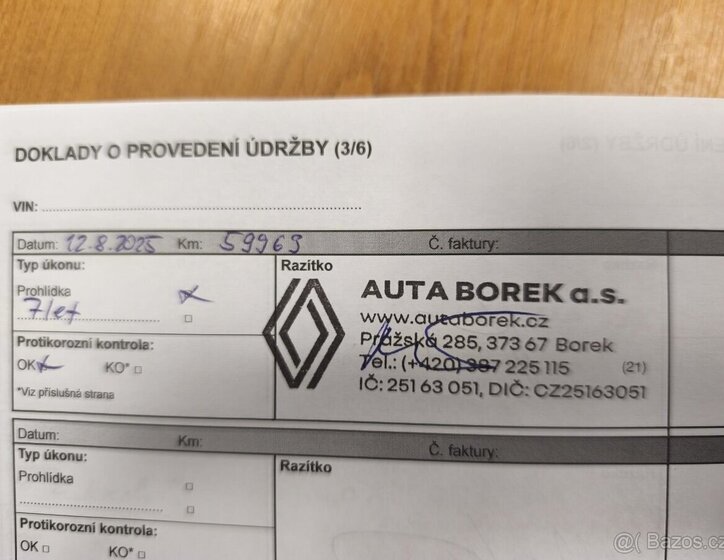 DOKLADY O PROVEDENÍ ÚDRŽBY (3/6)
VIN:
Datum: 12.8.2025 Km: 59969 Č. faktury:
Typ úkonu:
Razítko
Prohlídka
7 let
Protikorozní kontrola:
OK KO*
*Viz příslušná strana
AUTA BOREK a.s.
www.autaborek.cz
Pražská 285, 373 67 Borek
Tel.: (+420) 387 225 115 (21)
IČ: 251 63 051, DIČ: CZ25163051
Datum: Km: Č. faktury:
Typ úkonu:
Razítko
Prohlídka
Protikorozní kontrola:
OK KO*
@( Bazos.cz